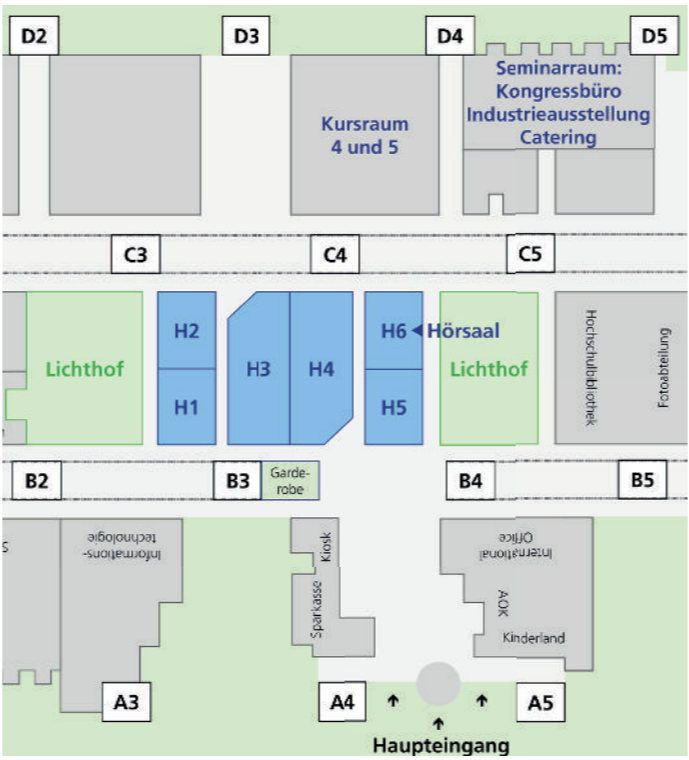 D2
D3
D4
D5
Seminarraum:
Kongressbüro
Industrieausstellung
Catering
Kursraum
4 und 5
C3
C4
C5
H2
H6
Hörsaal
Lichthof
H3
H4
Lichthof
H1
H5
Hochschulbibliothek
Fotoabteilung
B2
B3
Garde-
robe
B4
B5
Informations-
technologie
Kiosk
Sparkasse
International
Office
AOK
Kinderland
A3
A4
A5
Haupteingang